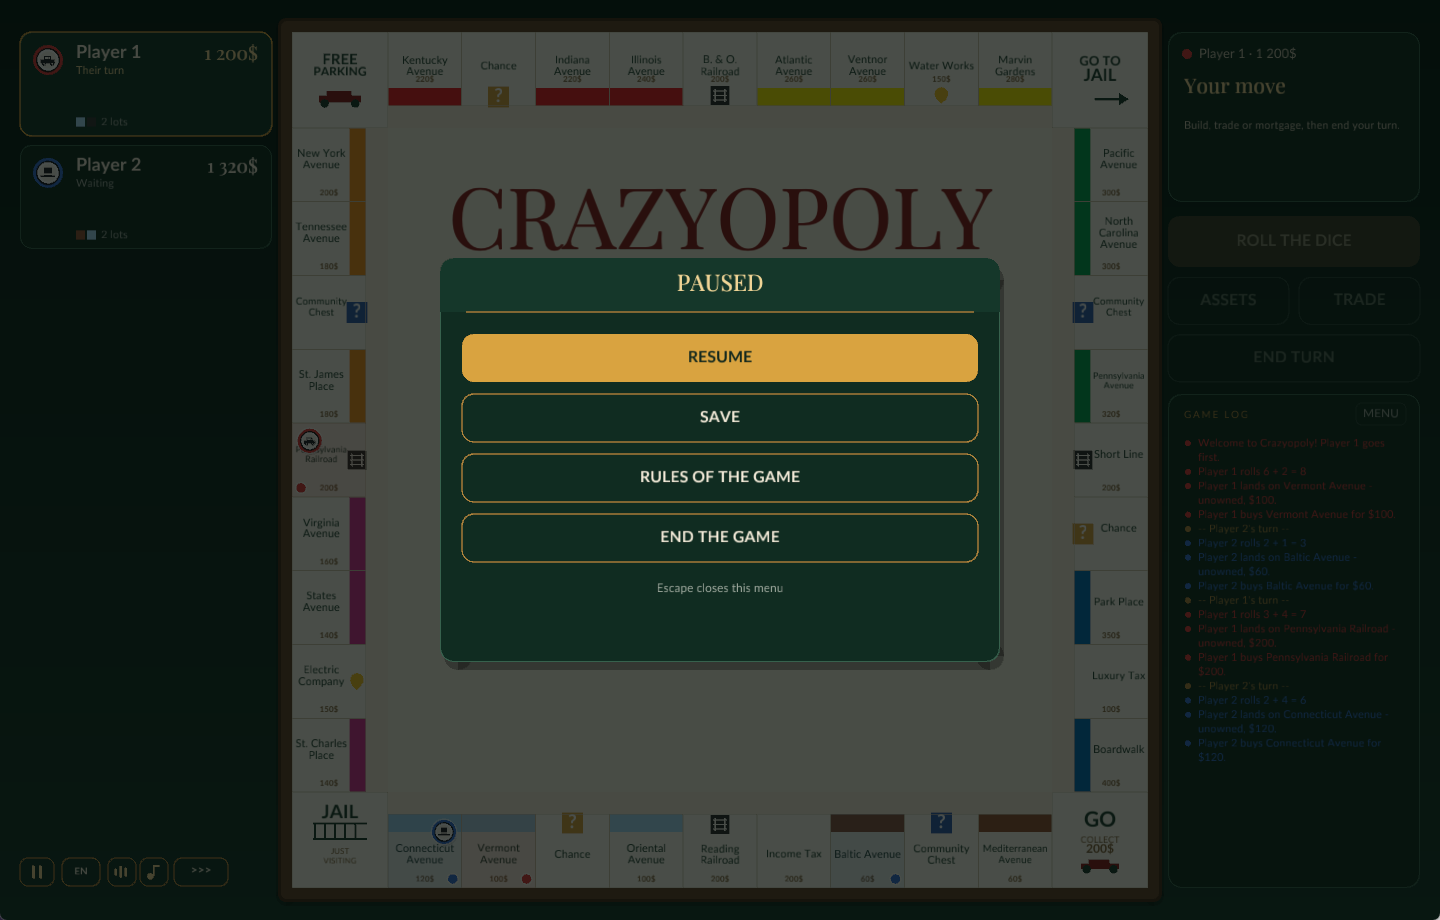 Player 1
1 200$
Their turn
2 lots
Player 2
1 320$
Waiting
2 lots
FREE
PARKING
Kentucky
Avenue
220$
Chance
?
Indiana
Avenue
220$
Illinois
Avenue
240$
B. & O.
Railroad
200$
Atlantic
Avenue
260$
Ventnor
Avenue
260$
Water Works
150$
Marvin
Gardens
280$
GO TO
JAIL
New York
Avenue
200$
Tennessee
Avenue
180$
Community
Chest
?
St. James
Place
180$
Pennsylvania
Railroad
200$
Virginia
Avenue
160$
States
Avenue
140$
Electric
Company
150$
St. Charles
Place
140$
CRAZYOPOLY
PAUSED
RESUME
SAVE
RULES OF THE GAME
END THE GAME
Escape closes this menu
Pacific
Avenue
300$
North
Carolina
Avenue
300$
?
Community
Chest
Pennsylvania
Avenue
320$
Short Line
200$
?
Chance
Park Place
350$
Luxury Tax
100$
Boardwalk
400$
JAIL
JUST
VISITING
Connecticut
Avenue
120$
Vermont
Avenue
100$
?
Chance
Oriental
Avenue
100$
Reading
Railroad
200$
Income Tax
200$
Baltic Avenue
60$
?
Community
Chest
Mediterranean
Avenue
60$
GO
COLLECT
200$
Player 1 · 1 200$
Your move
Build, trade or mortgage, then end your turn.
ROLL THE DICE
ASSETS
TRADE
END TURN
GAME LOG
MENU
Welcome to Crazyopoly! Player 1 goes
first.
Player 1 rolls 6 + 2 = 8
Player 1 lands on Vermont Avenue -
unowned, $100.
Player 1 buys Vermont Avenue for $100.
-- Player 2's turn --
Player 2 rolls 2 + 1 = 3
Player 2 lands on Baltic Avenue -
unowned, $60.
Player 2 buys Baltic Avenue for $60.
-- Player 1's turn --
Player 1 rolls 3 + 4 = 7
Player 1 lands on Pennsylvania Railroad -
unowned, $200.
Player 1 buys Pennsylvania Railroad for
$200.
-- Player 2's turn --
Player 2 rolls 2 + 4 = 6
Player 2 lands on Connecticut Avenue -
unowned, $120.
Player 2 buys Connecticut Avenue for
$120.
EN
>>>